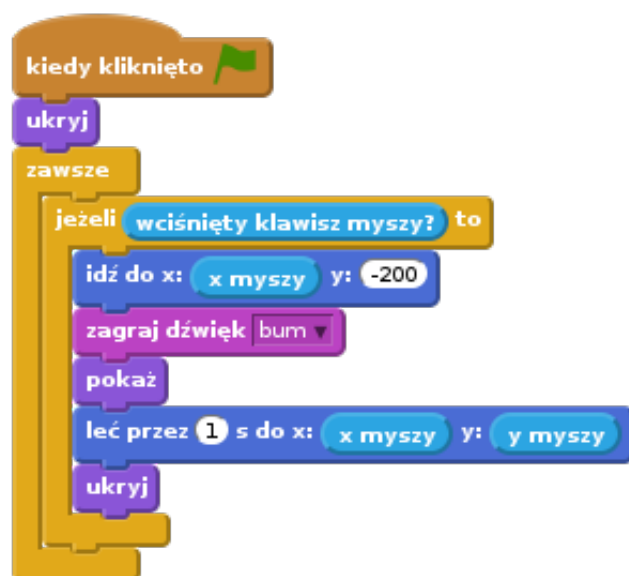 kiedy kliknięto
ukryj
zawsze
jeżeli wciśnięty klawisz myszy? to
idź do x: x myszy y: -200
zagraj dźwięk bum
pokaż
leć przez 1 s do x: x myszy y: y myszy
ukryj